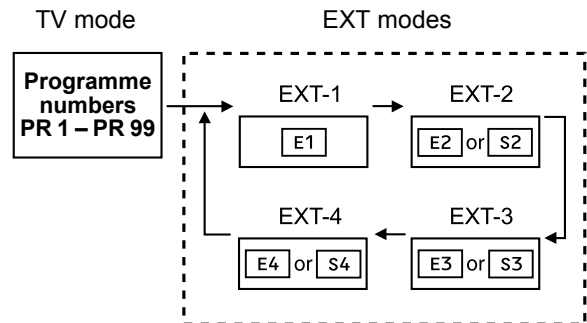 TV mode
EXT modes
Programme
numbers
PR 1 – PR 99
EXT-1
E1
EXT-2
E2 or S2
EXT-4
E4 or S4
EXT-3
E3 or S3